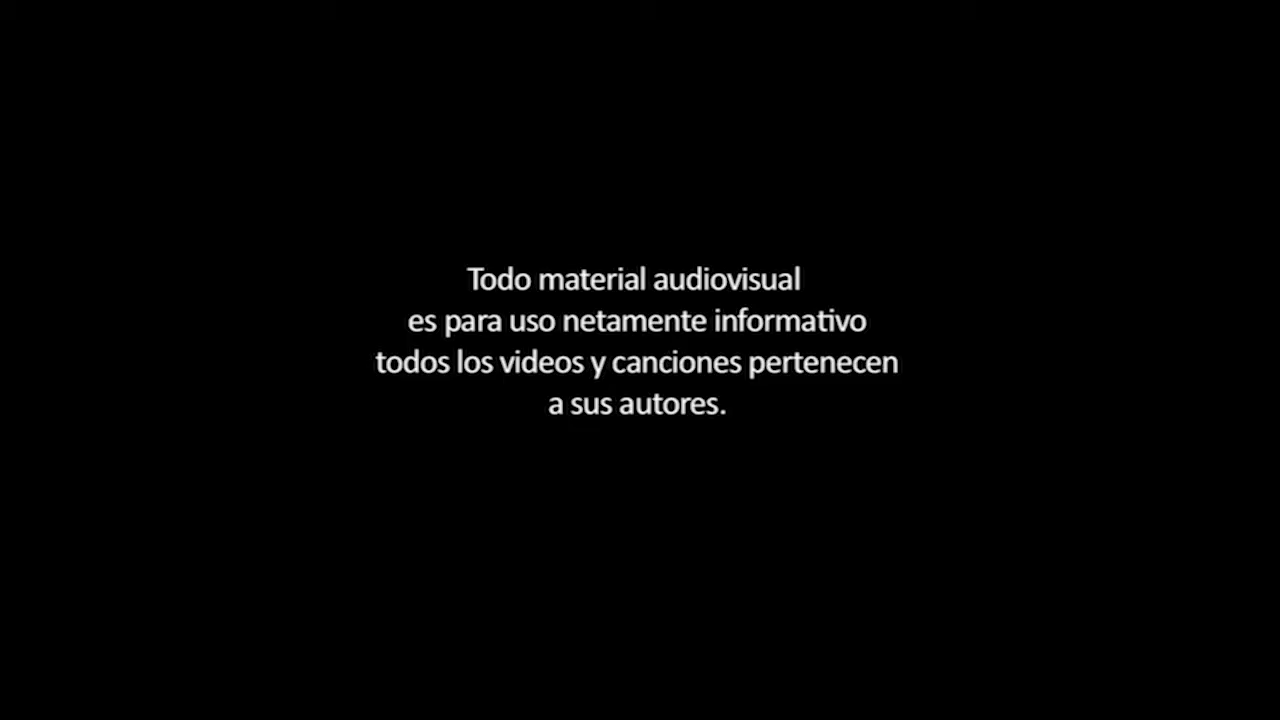 Todo material audiovisual
es para uso netamente informativo
todos los videos y canciones pertenecen
a sus autores.